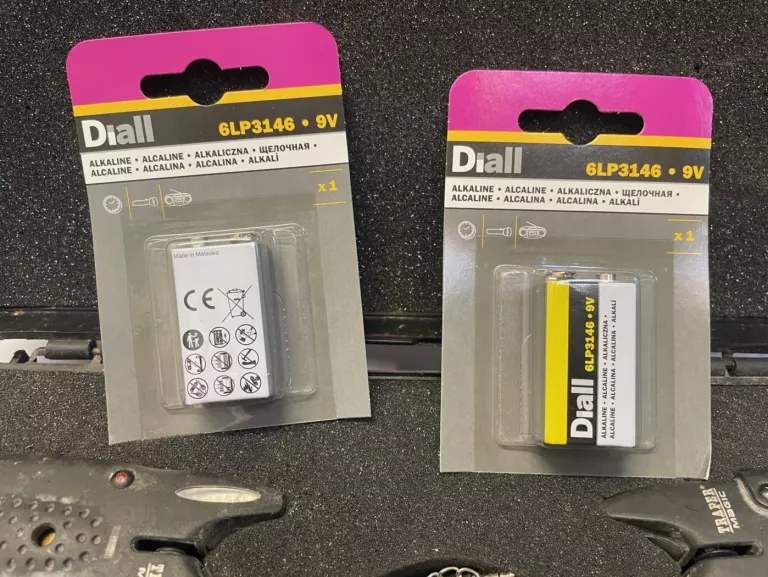 Diall
6LP3146 • 9V
ALKALINE • ALCALINE • ALKALICZNA • ЩЕЛОЧНАЯ •
ALCALINE • ALCALINA • ALCALINA • ALKALİ
x 1
Made in Malaysia
CE
Diall
6LP3146 • 9V
ALKALINE • ALCALINE • ALKALICZNA • ЩЕЛОЧНАЯ •
ALCALINE • ALCALINA • ALCALINA • ALKALİ
x 1
Diall
6LP3146 • 9V
ALKALINE • ALCALINE • ALKALICZNA •
ALCALINE • ALCALINA • ALCALINA • ALKALİ
TRAPER
MAGIC